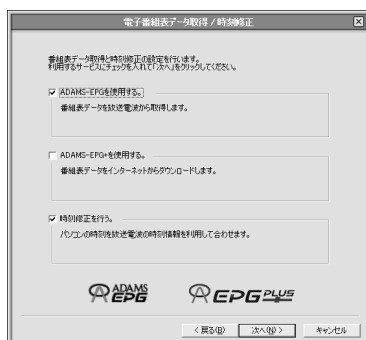 電子番組表データ取得 / 時刻修正
番組表データ取得と時刻修正の設定を行います。
利用するサービスにチェックを入れて「次へ」をクリックしてください。
ADAMS-EPGを使用する。
番組表データを放送電波から取得します。
ADAMS-EPG+を使用する。
番組表データをインターネットからダウンロードします。
時刻修正を行う。
パソコンの時刻を放送電波の時刻情報を利用して合わせます。
ADAMS EPG
EPG PLUS
< 戻る(B)
次へ(N) >
キャンセル